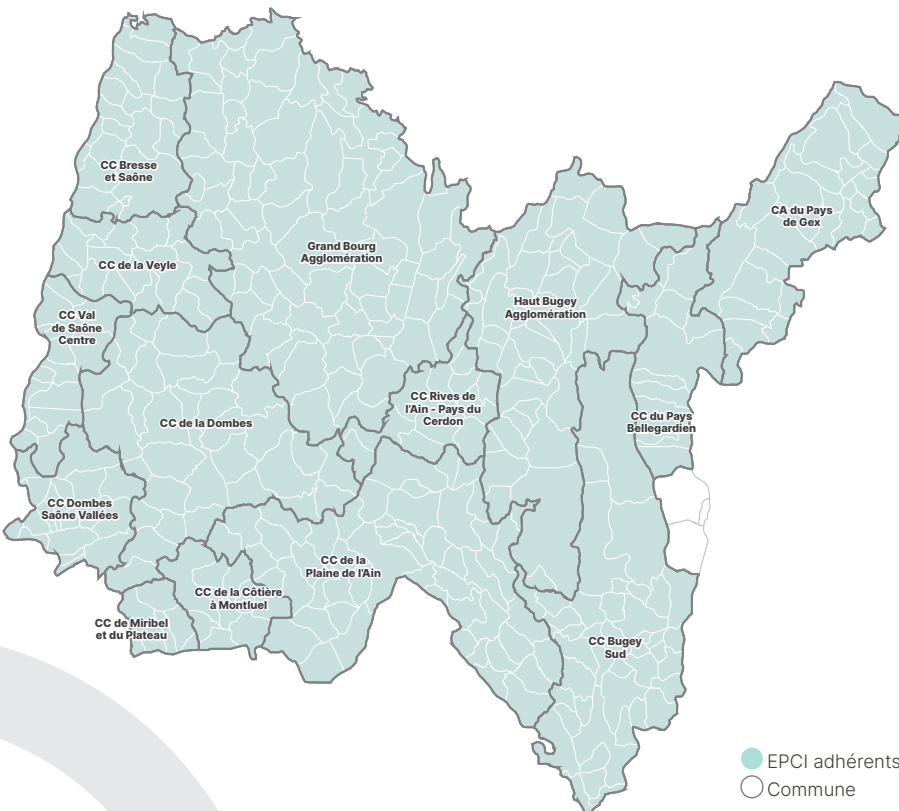 CC Bresse
et Saône
CA du Pays
de Gex
Grand Bourg
Agglomération
CC de la Veyle
Haut Bugey
Agglomération
CC Val
de Saône
Centre
CC Rives de
l'Ain - Pays du
Cerdon
CC de la Dombes
CC du Pays
Bellegardien
CC Dombes
Saône Vallées
CC de la
Plaine de l'Ain
CC de la Côtière
à Montluel
CC de Miribel
et du Plateau
CC Bugey
Sud
EPCI adhérents
Commune